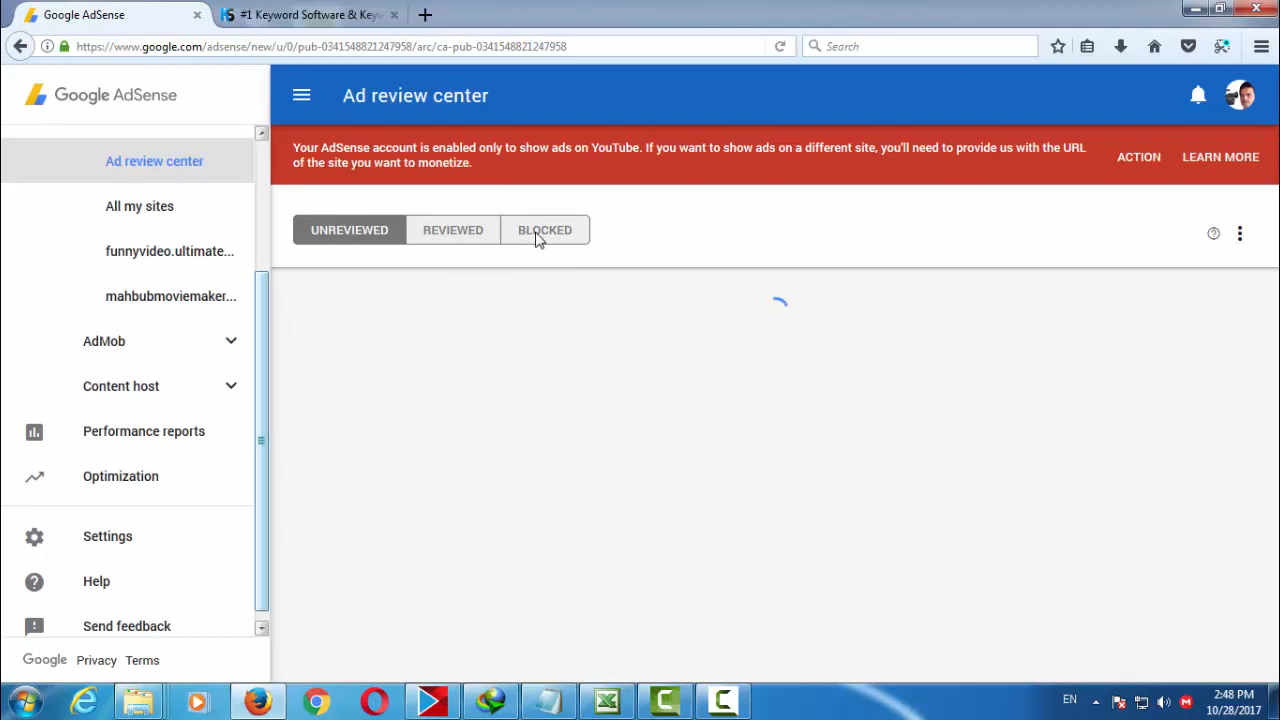 Google AdSense
#1 Keyword Software & Keyw
https://www.google.com/adsense/new/u/0/pub-0341548821247958/arc/ca-pub-0341548821247958
Search
Google AdSense
Ad review center
Your AdSense account is enabled only to show ads on YouTube. If you want to show ads on a different site, you'll need to provide us with the URL
of the site you want to monetize.
ACTION
LEARN MORE
Ad review center
All my sites
funnyvideo.ultimate...
mahbubmoviemaker...
AdMob
Content host
Performance reports
Optimization
Settings
Help
Send feedback
Google Privacy Terms
UNREVIEWED REVIEWED BLOCKED
EN
2:48 PM
10/28/2017